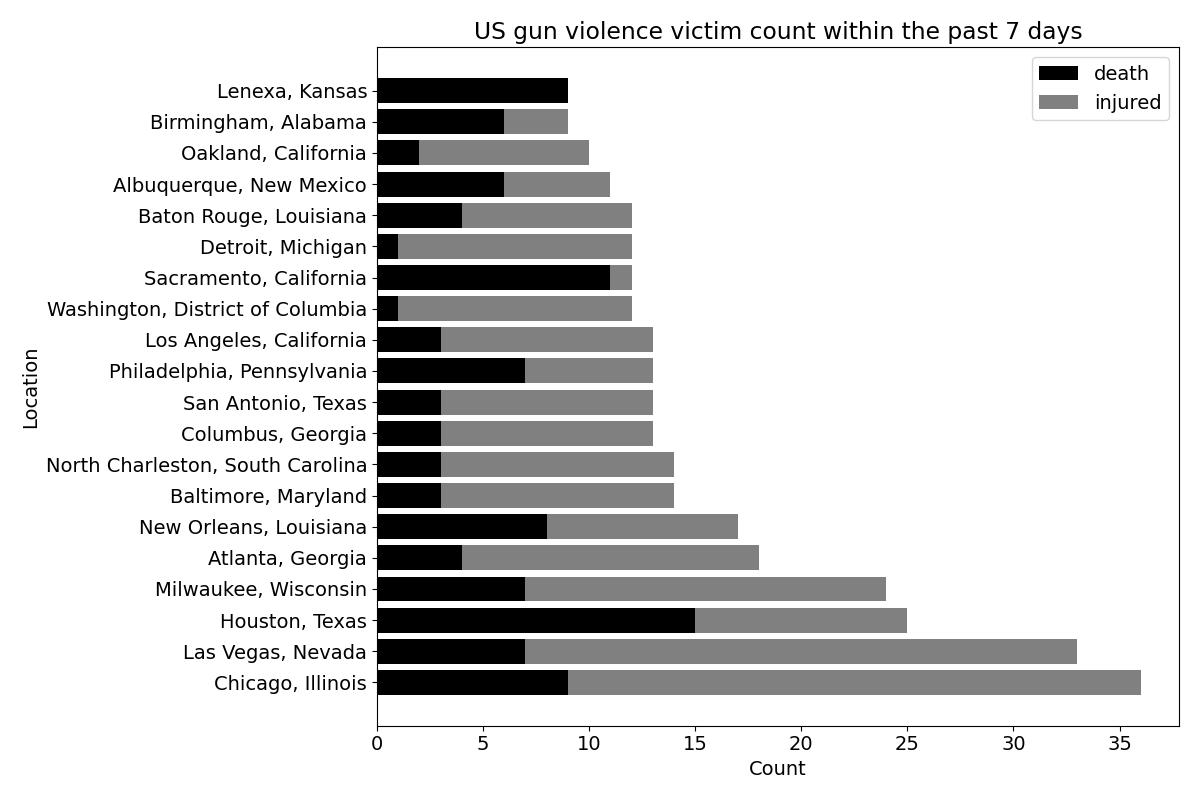 US gun violence victim count within the past 7 days
death
injured
Lenexa, Kansas
Birmingham, Alabama
Oakland, California
Albuquerque, New Mexico
Baton Rouge, Louisiana
Detroit, Michigan
Sacramento, California
Washington, District of Columbia
Los Angeles, California
Philadelphia, Pennsylvania
San Antonio, Texas
Columbus, Georgia
North Charleston, South Carolina
Baltimore, Maryland
New Orleans, Louisiana
Atlanta, Georgia
Milwaukee, Wisconsin
Houston, Texas
Las Vegas, Nevada
Chicago, Illinois
Location
0 5 10 15 20 25 30 35
Count